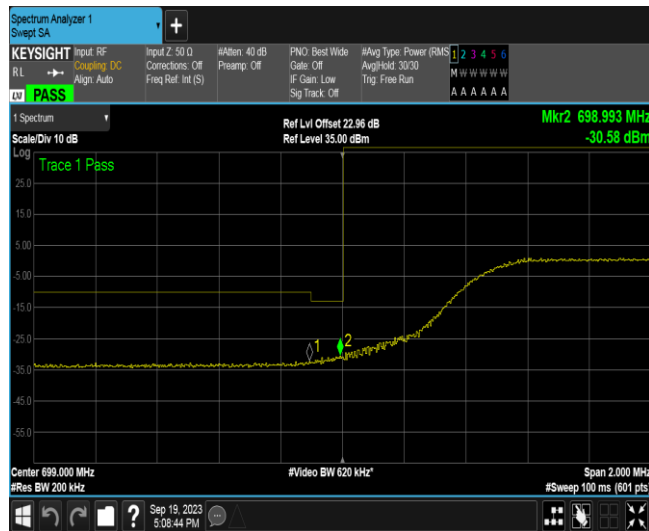 Spectrum Analyzer 1
Swept SA
+
KEYSIGHT Input: RF Input Z: 50 Ω #Atten: 40 dB PNO: Best Wide #Avg Type: Power (RMS 1 2 3 4 5 6
RL Coupling: DC Corrections: Off Preamp: Off Gate: Off Avg|Hold: 30/30 M W W W W W
Align: Auto Freq Ref: Int (S) IF Gain: Low Trig: Free Run
Sig Track: Off A A A A A A
LXI PASS
1 Spectrum Ref Lvl Offset 22.96 dB Mkr2 698.993 MHz
Scale/Div 10 dB Ref Level 35.00 dBm -30.58 dBm
Log
Trace 1 Pass
25.0
15.0
5.00
-5.00
-15.0
-25.0
1 2
-35.0
-45.0
-55.0
Center 699.000 MHz #Video BW 620 kHz* Span 2.000 MHz
#Res BW 200 kHz #Sweep 100 ms (601 pts)
? Sep 19, 2023
5:08:44 PM